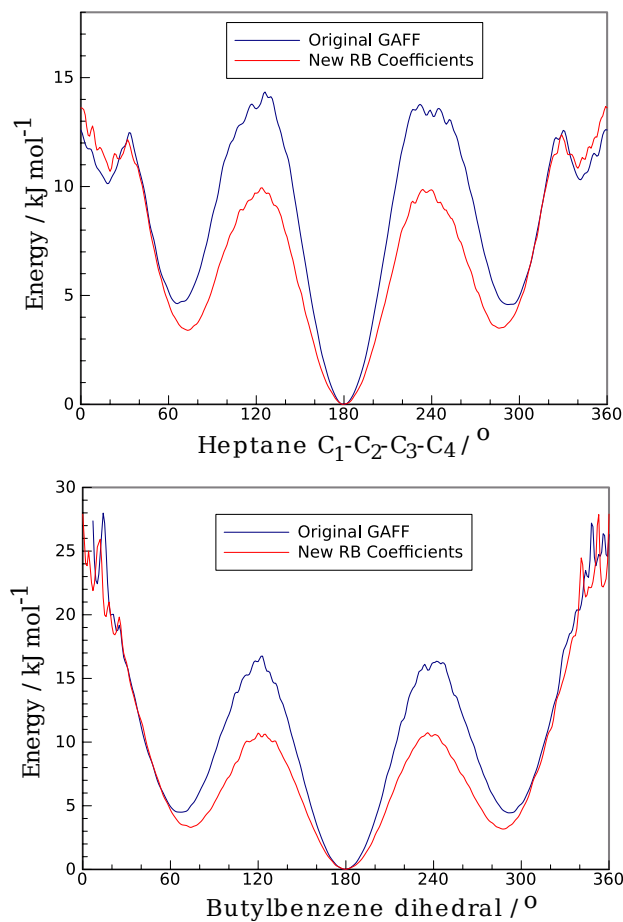 Original GAFF
New RB Coefficients
Energy / kJ mol⁻¹
15
10
5
0
0 60 120 180 240 300 360
Heptane C₁-C₂-C₃-C₄/ º
Original GAFF
New RB Coefficients
Energy / kJ mol⁻¹
30
25
20
15
10
5
0
0 60 120 180 240 300 360
Butylbenzene dihedral / º